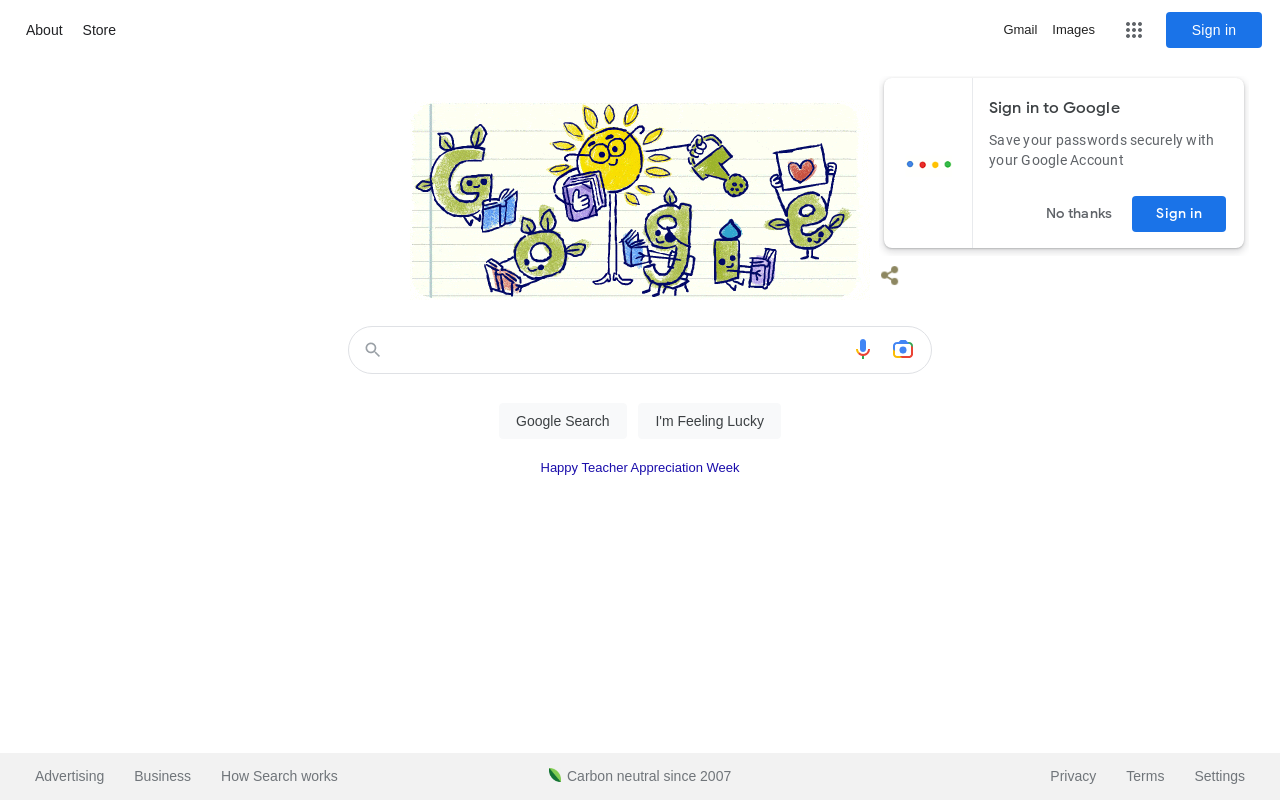 About Store
Gmail Images Sign in
Sign in to Google
Save your passwords securely with
your Google Account
No thanks Sign in
Google
Google Search I'm Feeling Lucky
Happy Teacher Appreciation Week
Advertising Business How Search works
Carbon neutral since 2007
Privacy Terms Settings